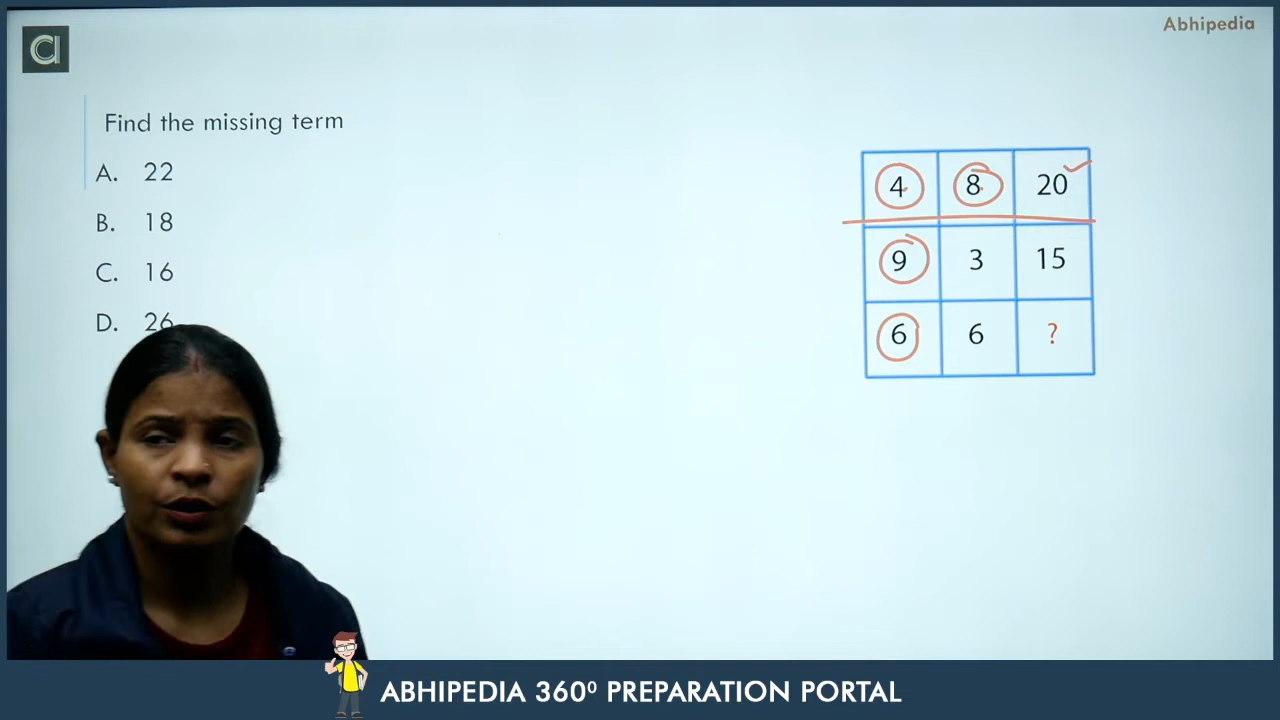 Abhipedia
Find the missing term
A. 22
B. 18
C. 16
D. 26
4 8 20
9 3 15
6 6 ?
ABHIPEDIA 360⁰ PREPARATION PORTAL